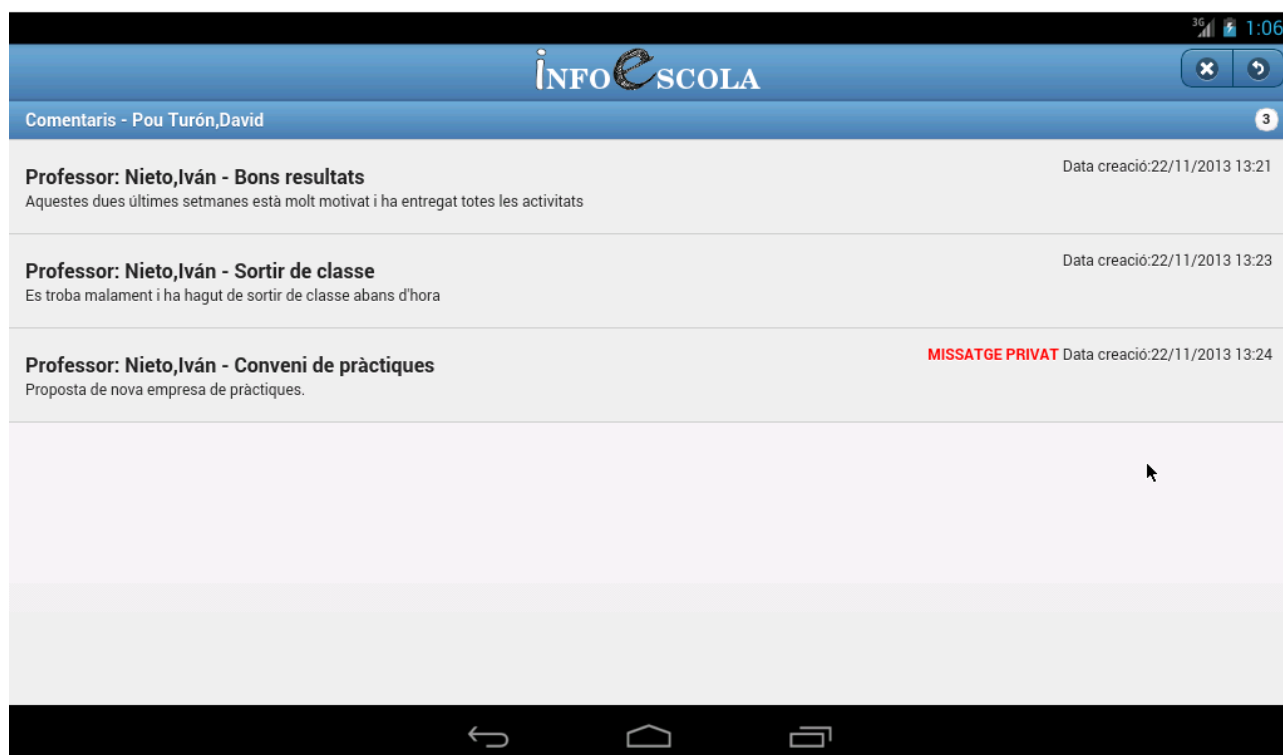 3G 1:06
INFOeSCOLA
Comentaris - Pou Turón,David 3
Professor: Nieto,Iván - Bons resultats Data creació:22/11/2013 13:21
Aquestes dues últimes setmanes està molt motivat i ha entregat totes les activitats
Professor: Nieto,Iván - Sortir de classe Data creació:22/11/2013 13:23
Es troba malament i ha hagut de sortir de classe abans d'hora
Professor: Nieto,Iván - Conveni de pràctiques MISSATGE PRIVAT Data creació:22/11/2013 13:24
Proposta de nova empresa de pràctiques.